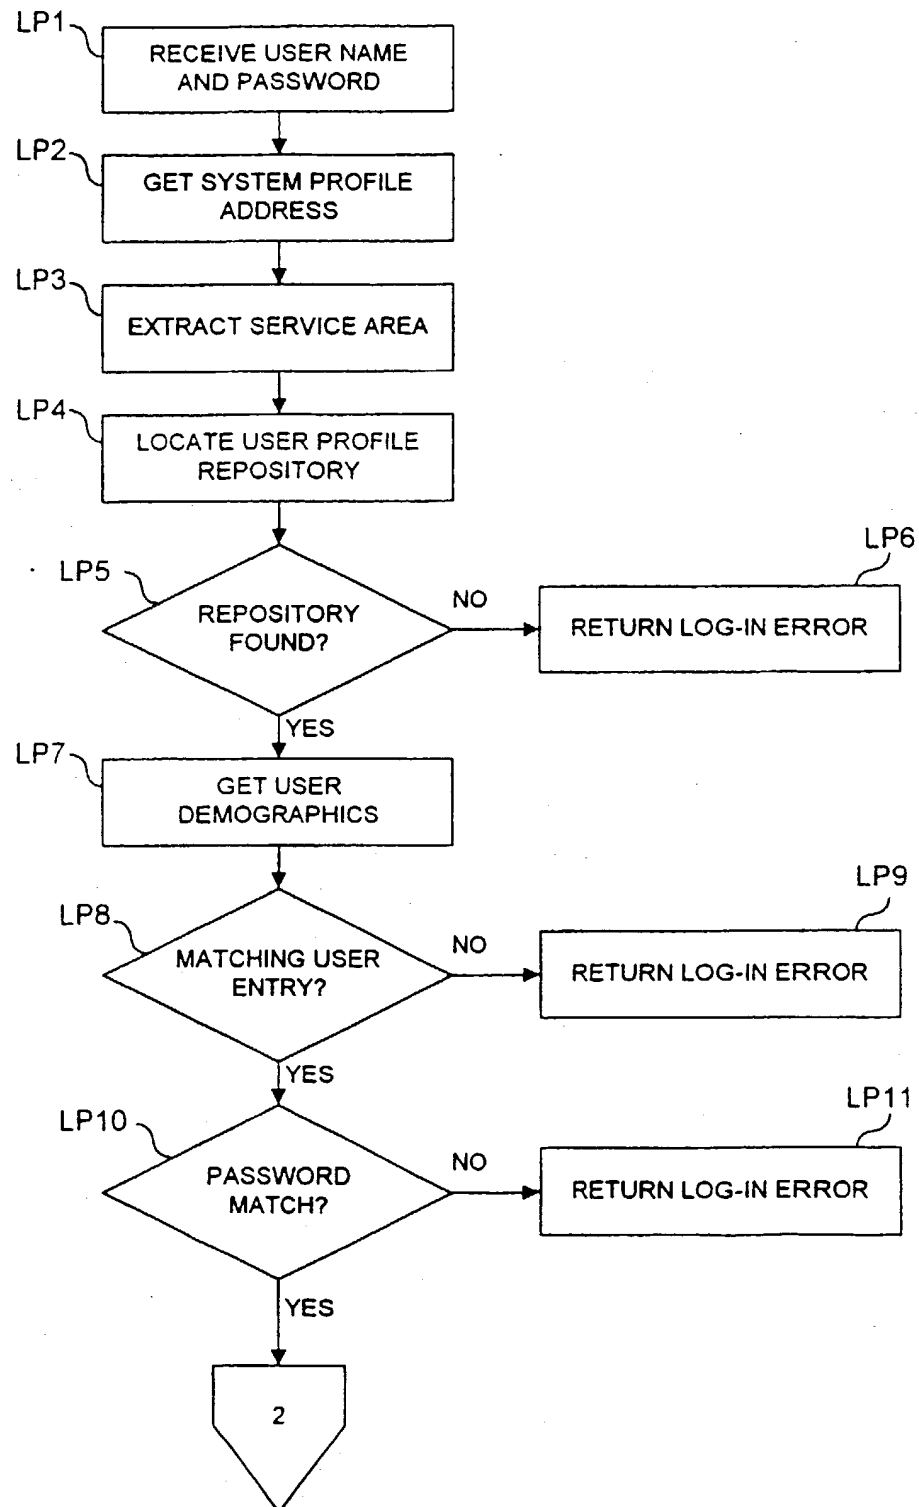 LP1
RECEIVE USER NAME
AND PASSWORD
LP2
GET SYSTEM PROFILE
ADDRESS
LP3
EXTRACT SERVICE AREA
LP4
LOCATE USER PROFILE
REPOSITORY
LP5
REPOSITORY
FOUND?
NO
LP6
RETURN LOG-IN ERROR
YES
LP7
GET USER
DEMOGRAPHICS
LP8
MATCHING USER
ENTRY?
NO
LP9
RETURN LOG-IN ERROR
YES
LP10
PASSWORD
MATCH?
NO
LP11
RETURN LOG-IN ERROR
YES
2